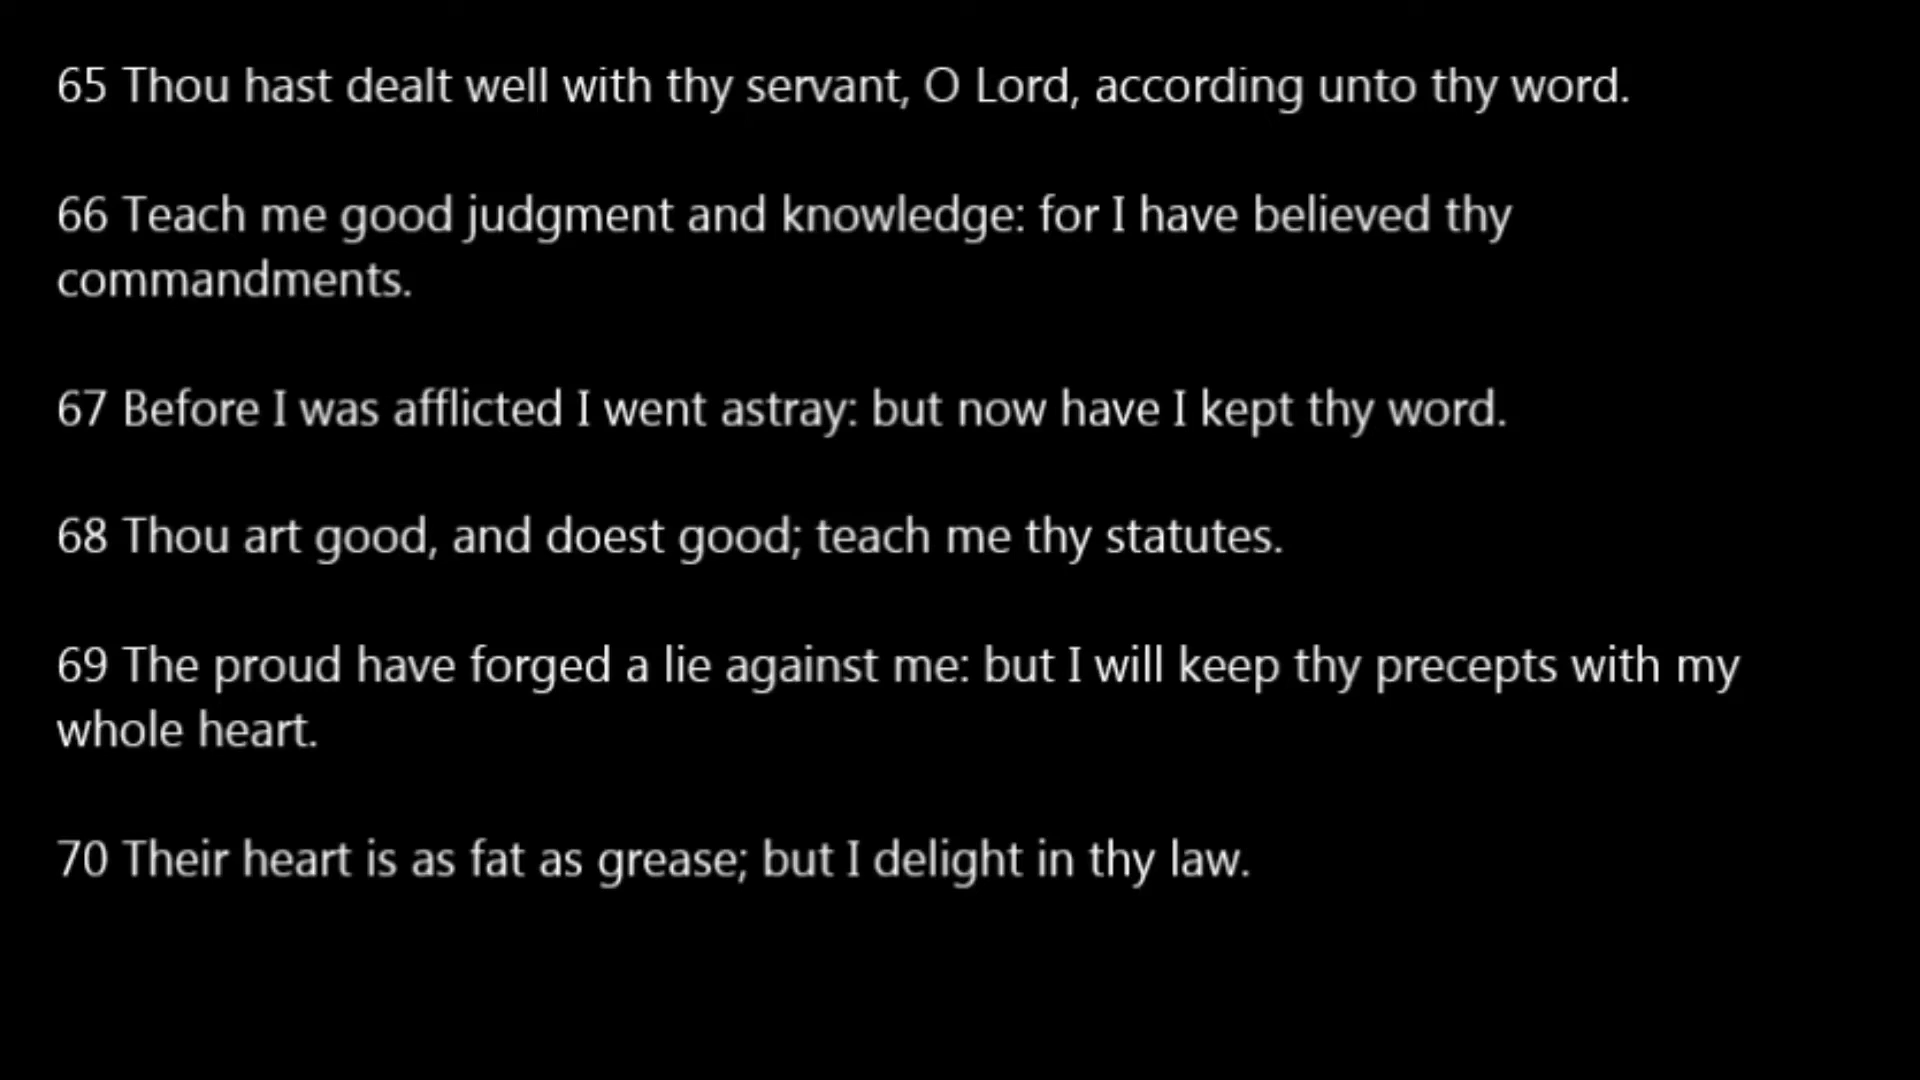 65 Thou hast dealt well with thy servant, O Lord, according unto thy word.
66 Teach me good judgment and knowledge: for I have believed thy
commandments.
67 Before I was afflicted I went astray: but now have I kept thy word.
68 Thou art good, and doest good; teach me thy statutes.
69 The proud have forged a lie against me: but I will keep thy precepts with my
whole heart.
70 Their heart is as fat as grease; but I delight in thy law.